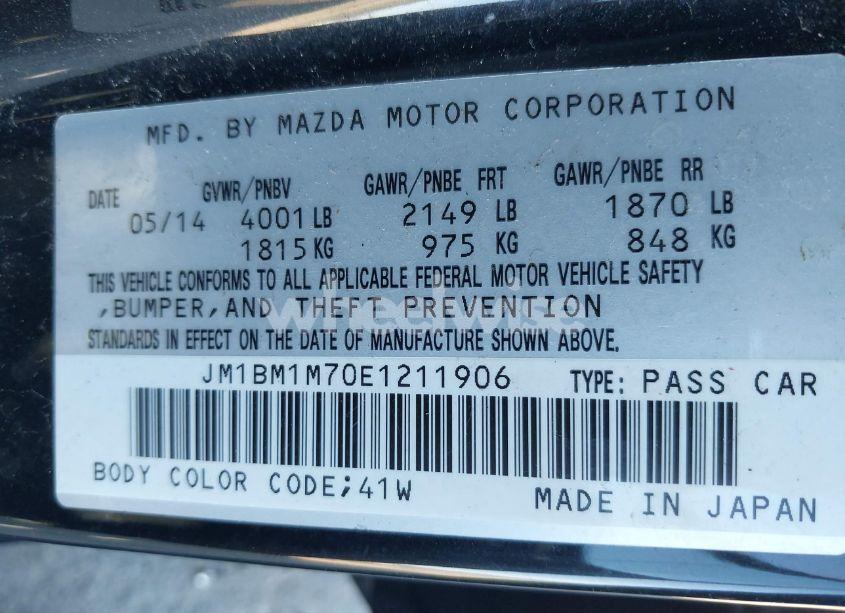 MFD. BY MAZDA MOTOR CORPORATION
DATE GVWR/PNBV GAWR/PNBE FRT GAWR/PNBE RR
05/14 4001 LB 2149 LB 1870 LB
1815 KG 975 KG 848 KG
THIS VEHICLE CONFORMS TO ALL APPLICABLE FEDERAL MOTOR VEHICLE SAFETY
,BUMPER,AND THEFT PREVENTION
STANDARDS IN EFFECT ON THE DATE OF MANUFACTURE SHOWN ABOVE.
wheelwise
JM1BM1M70E1211906 TYPE: PASS CAR
BODY COLOR CODE;41W MADE IN JAPAN